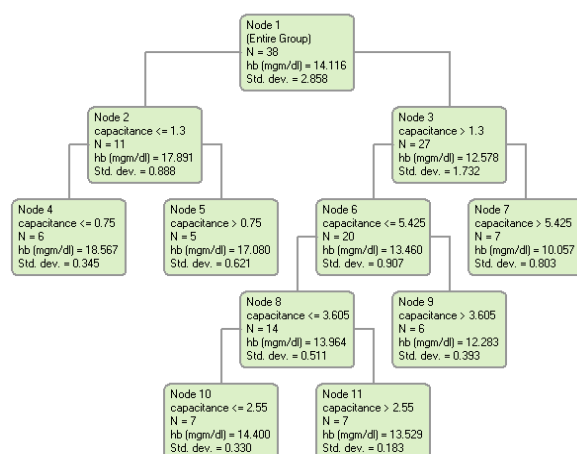 Node 1
(Entire Group)
N = 38
hb (mgm/dl) = 14.116
Std. dev. = 2.858
Node 2
capacitance <= 1.3
N = 11
hb (mgm/dl) = 17.891
Std. dev. = 0.888
Node 3
capacitance > 1.3
N = 27
hb (mgm/dl) = 12.578
Std. dev. = 1.732
Node 4
capacitance <= 0.75
N = 6
hb (mgm/dl) = 18.567
Std. dev. = 0.345
Node 5
capacitance > 0.75
N = 5
hb (mgm/dl) = 17.080
Std. dev. = 0.621
Node 6
capacitance <= 5.425
N = 20
hb (mgm/dl) = 13.460
Std. dev. = 0.907
Node 7
capacitance > 5.425
N = 7
hb (mgm/dl) = 10.057
Std. dev. = 0.803
Node 8
capacitance <= 3.605
N = 14
hb (mgm/dl) = 13.964
Std. dev. = 0.511
Node 9
capacitance > 3.605
N = 6
hb (mgm/dl) = 12.283
Std. dev. = 0.393
Node 10
capacitance <= 2.55
N = 7
hb (mgm/dl) = 14.400
Std. dev. = 0.330
Node 11
capacitance > 2.55
N = 7
hb (mgm/dl) = 13.529
Std. dev. = 0.183